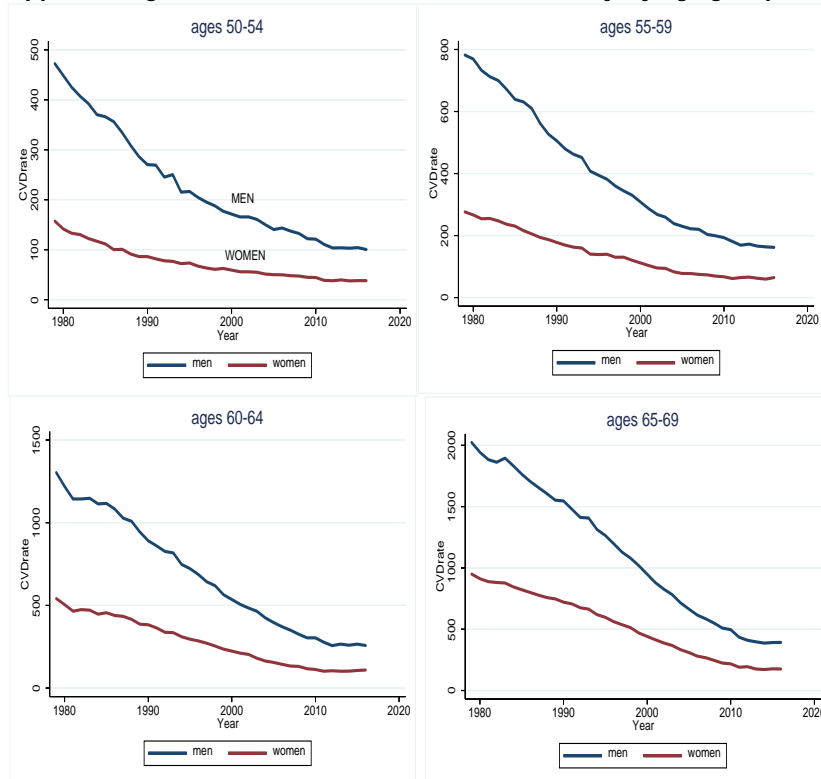 ages 50-54
500
400
300
200
100
0
CVDrate
MEN
WOMEN
1980
1990
2000
2010
2020
Year
men
women
ages 55-59
800
600
400
200
0
CVDrate
1980
1990
2000
2010
2020
Year
men
women
ages 60-64
1500
1000
500
0
CVDrate
1980
1990
2000
2010
2020
Year
men
women
ages 65-69
2000
1500
1000
500
0
CVDrate
1980
1990
2000
2010
2020
Year
men
women